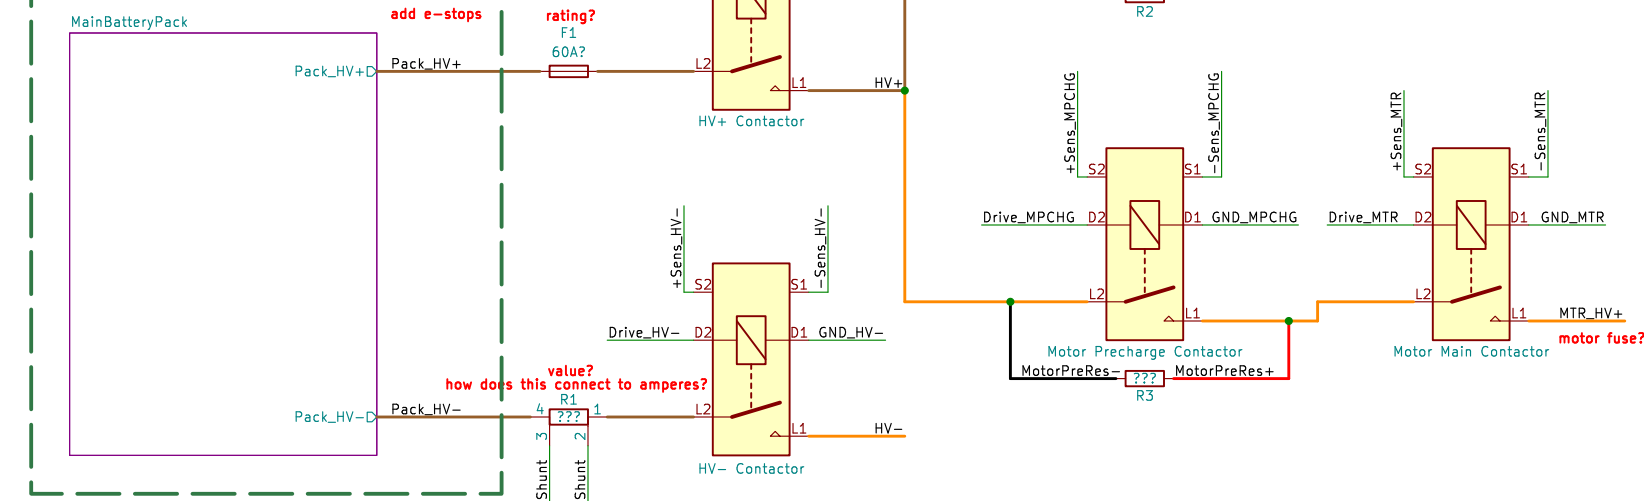 add e-stops
rating?
R2
MainBatteryPack
F1
60A?
Pack_HV+
Pack_HV+
L2
L1
HV+
HV+ Contactor
+Sens_MPCHG
-Sens_MPCHG
+Sens_MTR
-Sens_MTR
S2
S1
S2
S1
Drive_MPCHG
D2
D1
GND_MPCHG
Drive_MTR
D2
D1
GND_MTR
+Sens_HV-
-Sens_HV-
S2
S1
L2
L1
L2
L1
MTR_HV+
Drive_HV-
D2
D1
GND_HV-
Motor Precharge Contactor
Motor Main Contactor
motor fuse?
MotorPreRes-
???
MotorPreRes+
R3
value?
how does this connect to amperes?
R1
Pack_HV-
Pack_HV-
4
???
1
L2
3
2
L1
HV-
HV- Contactor
Shunt
Shunt